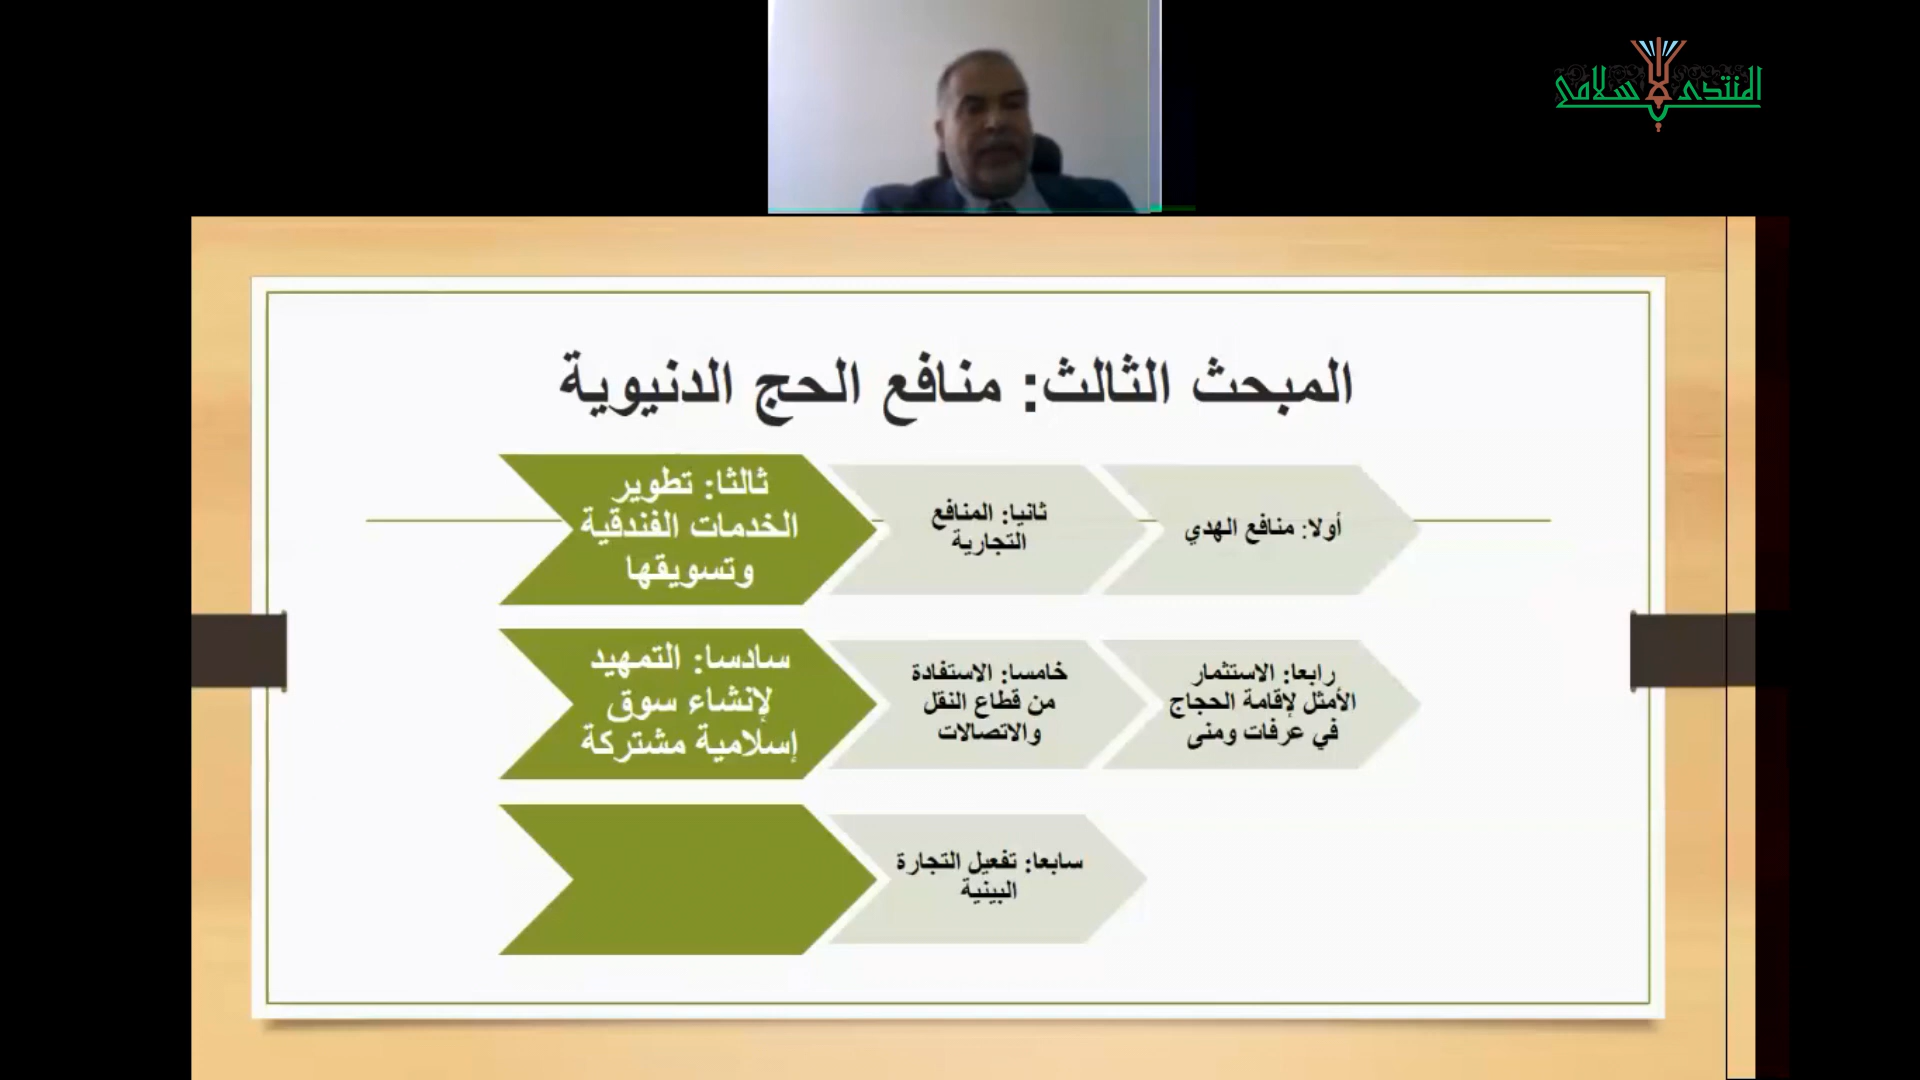 المنتدى الإسلامي
المبحث الثالث: منافع الحج الدنيوية
أولا: منافع الهدي
ثانيا: المنافع
التجارية
ثالثا: تطوير
الخدمات الفندقية
وتسويقها
رابعا: الاستثمار
الأمثل لإقامة الحجاج
في عرفات ومنى
خامسا: الاستفادة
من قطاع النقل
والاتصالات
سادسا: التمهيد
لإنشاء سوق
إسلامية مشتركة
سابعا: تفعيل التجارة
البينية